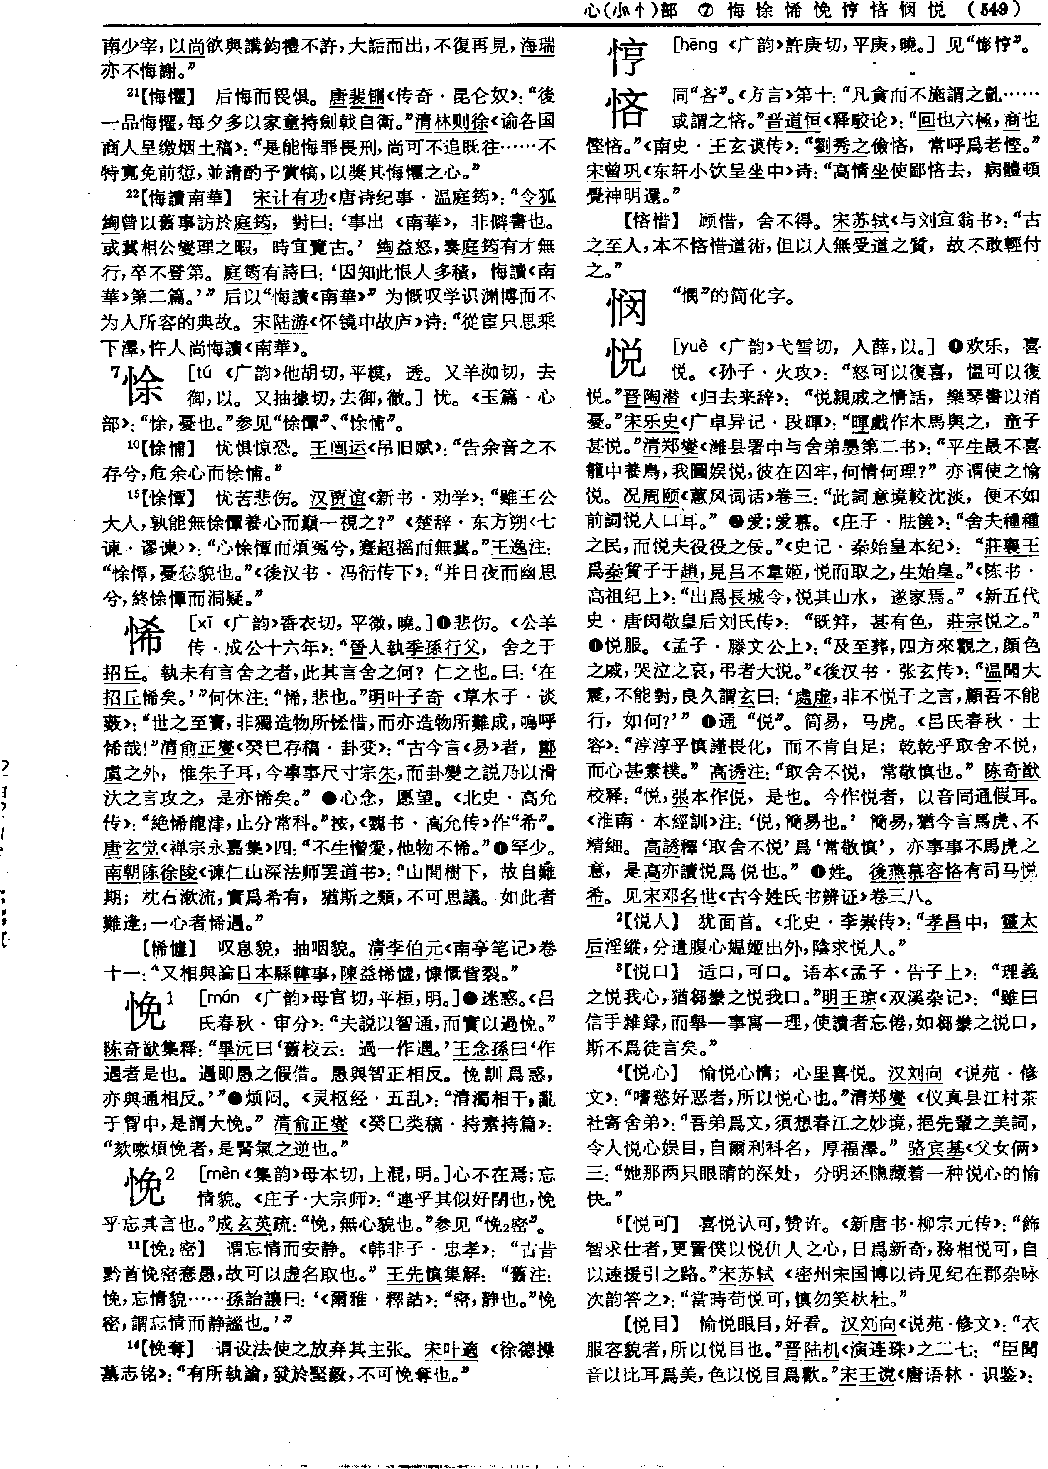 心(小忄)部 ⑦ 悔悇悕悗悙悋悯悦 (549)
南少宰，以尚欲與講鈞禮不許，大詬而出，不復再見，海瑞
亦不悔謝。”
21【悔懼】 后悔而畏惧。唐裴铏《传奇·昆仑奴》：“後
一品悔懼，每夕多以家童持劍戟自衛。”清林则徐《谕各国
商人呈缴烟土稿》：“是能悔罪畏刑，尚可不追既往……不
特寬免前愆，並請酌予賞犒，以奬其悔懼之心。”
22【悔讀南華】 宋计有功《唐诗纪事·温庭筠》：“令狐
綯曾以舊事訪於庭筠，對曰：‘事出《南華》，非僻書也。
或冀相公燮理之暇，時宜覽古。’綯益怒，奏庭筠有才無
行，卒不登第。庭筠有詩曰：‘因知此恨人多積，悔讀《南
華》第二篇。’”后以“悔讀《南華》”为慨叹学识渊博而不
为人所容的典故。宋陆游《怀镜中故庐》诗：“從宦只思乘
下澤，忤人尚悔讀《南華》。
7悇 [tú 《广韵》他胡切，平模，透。又羊洳切，去
御，以。又抽據切，去御，徹。] 忧。《玉篇·心
部》：“悇，憂也。”参见“悇憛”、“悇悑”。
10【悇悑】 忧惧惊恐。王闿运《吊旧赋》：“告余音之不
存兮，危余心而悇悑。”
15【悇憛】 忧苦悲伤。汉贾谊《新书·劝学》：“雖王公
大人，孰能無悇憛養心而巔一視之？”《楚辞·东方朔〈七
谏·谬谏〉》：“心悇憛而煩冤兮，蹇超摇而無冀。”王逸注：
“悇憛，憂愁貌也。”《後汉书·冯衍传下》：“并日夜而幽思
兮，終悇憛而洞疑。”
悕 [xī 《广韵》香衣切，平微，曉。]❶悲伤。《公羊
传·成公十六年》：“晉人執季孫行父，舍之于
招丘。執未有言舍之者，此其言舍之何？仁之也。曰：‘在
招丘悕矣。’”何休注：“悕，悲也。”明叶子奇《草木子·谈
薮》：“世之至寶，非獨造物所恡惜，而亦造物所難成，嗚呼
悕哉！”清俞正燮《癸巳存稿·卦变》：“古今言《易》者，鄭
虞之外，惟朱子耳，今事事尺寸宗朱，而卦變之説乃以滑
汏之言攻之，是亦悕矣。”❷心念，愿望。《北史·高允
传》：“絶悕龍津，止分常科。”按，《魏书·高允传》作“希”。
唐玄觉《禅宗永嘉集》四：“不生憎愛，他物不悕。”❸罕少。
南朝陈徐陵《谏仁山深法师罢道书》：“山間樹下，故自難
期；枕石漱流，實爲希有，猶斯之類，不可思議。如此者
難逢，一心者悕遇。”
【悕憈】 叹息貌，抽咽貌。清李伯元《南亭笔记》卷
十一：“又相與論日本縣韓事，陳益悕憈，慷慨眥裂。”
悗1 [mán 《广韵》母官切，平桓，明。]❶迷惑。《吕
氏春秋·审分》：“夫説以智通，而實以過悗。”
陈奇猷集释：“畢沅曰‘舊校云：過一作遇。’王念孫曰‘作
遇者是也。遇即愚之假借。愚與智正相反。悗訓爲惑，
亦與通相反。’”❷烦闷。《灵枢经·五乱》：“清濁相干，亂
于胷中，是謂大悗。”清俞正燮《癸巳类稿·持素持篇》：
“欬嗽煩悗者，是腎氣之逆也。”
悗2 [mèn《集韵》母本切，上混，明。]心不在焉；忘
情貌。《庄子·大宗师》：“連乎其似好閉也，悗
乎忘其言也。”成玄英疏：“悗，無心貌也。”参见“悗2密”。
11【悗2密】 谓忘情而安静。《韩非子·忠孝》：“古昔
黔首悗密惷愚，故可以虚名取也。”王先慎集解：“舊注：
悗，忘情貌……孫詒讓曰：‘《爾雅·釋詁》：“密，静也。”悗
密，謂忘情而静謐也。’”
14【悗奪】 谓设法使之放弃其主张。宋叶適《徐德操
墓志铭》：“有所執論，發於堅毅，不可悗奪也。”
悙 [hēng 《广韵》許庚切，平庚，曉。] 见“憉悙”。
悋 同“吝”。《方言》第十：“凡貪而不施謂之亄……
或謂之悋。”晋道恒《释駮论》：“回也六極，商也
慳悋。”《南史·王玄谟传》：“劉秀之儉悋，常呼爲老慳。”
宋曾巩《东轩小饮呈坐中》诗：“高情坐使鄙悋去，病體頓
覺神明還。”
【悋惜】 顾惜，舍不得。宋苏轼《与刘宜翁书》：“古
之至人，本不悋惜道術，但以人無受道之質，故不敢輕付
之。”
悯 “憫”的简化字。
悦 [yuè 《广韵》弋雪切，入薛，以。] ❶欢乐，喜
悦。《孙子·火攻》：“怒可以復喜，愠可以復
悦。”晋陶潜《归去来辞》：“悦親戚之情話，樂琴書以消
憂。”宋乐史《广卓异记·段暉》：“暉戲作木馬與之，童子
甚悦。”清郑燮《潍县署中与舍弟墨第二书》：“平生最不喜
籠中養鳥，我圖娱悦，彼在囚牢，何情何理？”亦谓使之愉
悦。况周颐《蕙风词话》卷三：“此詞意境較沈淡，便不如
前詞悦人口耳。”❷爱；爱慕。《庄子·胠箧》：“舍夫種種
之民，而悦夫役役之佞。”《史记·秦始皇本纪》：“莊襄王
爲秦質子于趙，見吕不韋姬，悦而取之，生始皇。”《陈书·
高祖纪上》：“出爲長城令，悦其山水，遂家焉。”《新五代
史·唐闵敬皇后刘氏传》：“既笄，甚有色，莊宗悦之。”
❸悦服。《孟子·滕文公上》：“及至葬，四方來觀之，顔色
之戚，哭泣之哀，弔者大悦。”《後汉书·张玄传》：“温聞大
震，不能對，良久謂玄曰：‘處虚，非不悦子之言，顧吾不能
行，如何？’”❹通“侻”。简易，马虎。《吕氏春秋·士
容》：“淳淳乎慎謹畏化，而不肯自足；乾乾乎取舍不悦，
而心甚素樸。”高诱注：“取舍不悦，常敬慎也。”陈奇猷
校释：“悦，張本作侻，是也。今作悦者，以音同通假耳。
《淮南·本經訓》注：‘侻，簡易也。’簡易，猶今言馬虎、不
精細。高誘釋‘取舍不悦’爲‘常敬慎’，亦事事不馬虎之
意，是高亦讀悦爲侻也。”❺姓。後燕慕容恪有司马悦
希。见宋邓名世《古今姓氏书辨证》卷三八。
2【悦人】 犹面首。《北史·李崇传》：“孝昌中，靈太
后淫縱，分遣腹心媪姬出外，陰求悦人。”
3【悦口】 适口，可口。语本《孟子·告子上》：“理義
之悦我心，猶芻豢之悦我口。”明王琼《双溪杂记》：“雖曰
信手雜録，而舉一事寓一理，使讀者忘倦，如芻豢之悦口，
斯不爲徒言矣。”
4【悦心】 愉悦心情；心里喜悦。汉刘向《说苑·修
文》：“嗜慾好恶者，所以悦心也。”清郑燮《仪真县江村茶
社寄舍弟》：“吾弟爲文，須想春江之妙境，挹先輩之美詞，
令人悦心娱目，自爾利科名，厚福澤。”骆宾基《父女俩》
三：“她那两只眼睛的深处，分明还隐藏着一种悦心的愉
快。”
5【悦可】 喜悦认可，赞许。《新唐书·柳宗元传》：“飾
智求仕者，更詈僕以悦仇人之心，日爲新奇，務相悦可，自
以速援引之路。”宋苏轼《密州宋国博以诗见纪在郡杂咏
次韵答之》：“當時苟悦可，慎勿笑杕杜。”
【悦目】 愉悦眼目，好看。汉刘向《说苑·修文》：“衣
服容貌者，所以悦目也。”晋陆机《演连珠》之二七：“臣聞
音以比耳爲美，色以悦目爲歡。”宋王谠《唐语林·识鉴》：